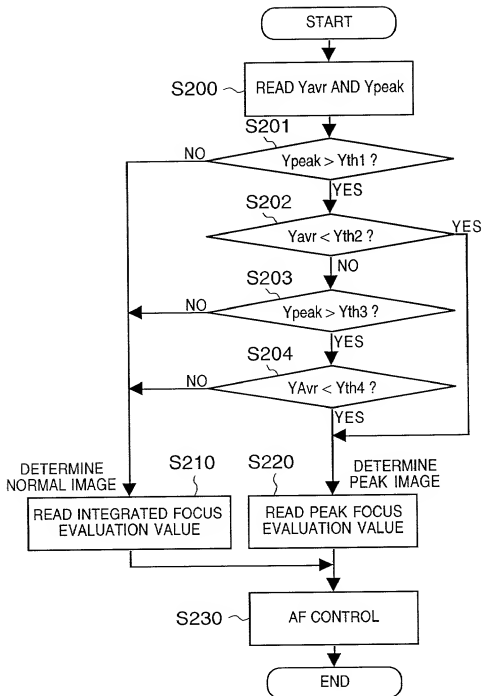 START
S200
READ Yavr AND Ypeak
S201
NO
Ypeak > Yth1 ?
YES
S202
Yavr < Yth2 ?
YES
NO
S203
NO
Ypeak > Yth3 ?
YES
S204
NO
YAvr < Yth4 ?
YES
DETERMINE
NORMAL IMAGE
S210
S220
DETERMINE
PEAK IMAGE
READ INTEGRATED FOCUS
EVALUATION VALUE
READ PEAK FOCUS
EVALUATION VALUE
S230
AF CONTROL
END